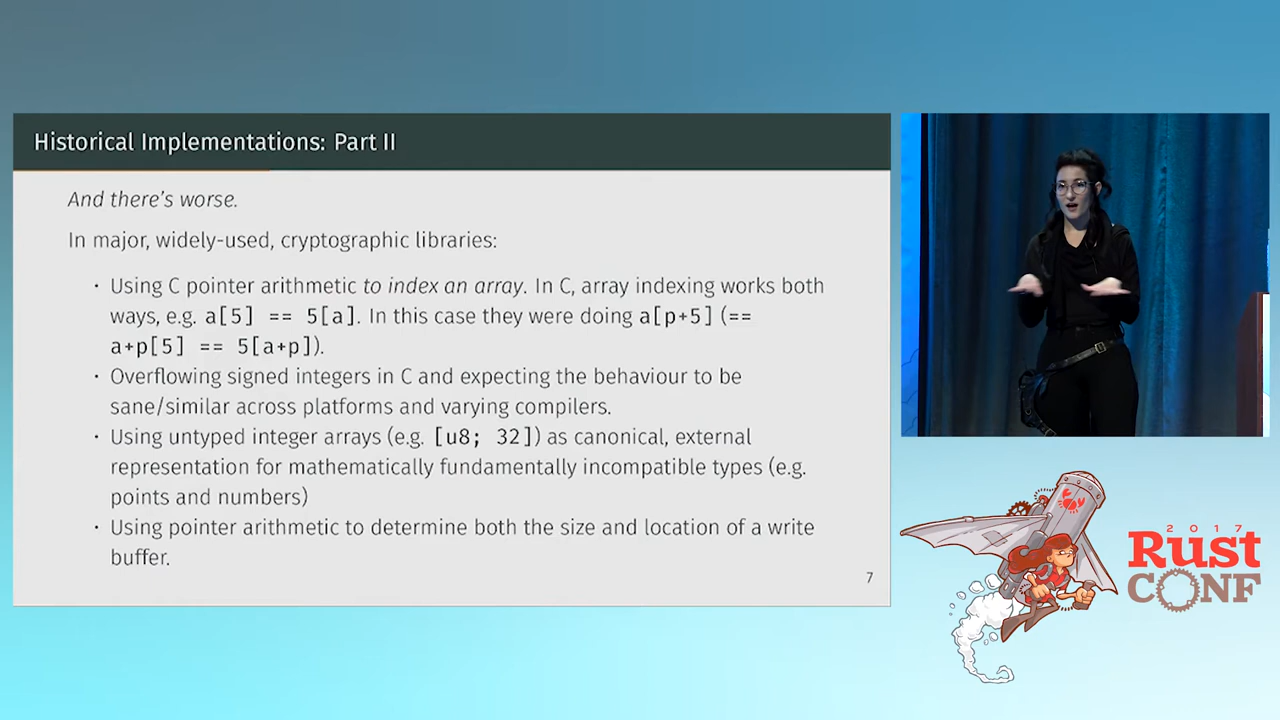 Historical Implementations: Part II
And there's worse.
In major, widely-used, cryptographic libraries:
· Using C pointer arithmetic to index an array. In C, array indexing works both
ways, e.g. a[5] == 5[a]. In this case they were doing a[p+5] (==
a+p[5] == 5[a+p]).
· Overflowing signed integers in C and expecting the behaviour to be
sane/similar across platforms and varying compilers.
· Using untyped integer arrays (e.g. [u8; 32]) as canonical, external
representation for mathematically fundamentally incompatible types (e.g.
points and numbers)
· Using pointer arithmetic to determine both the size and location of a write
buffer.
7
2017
Rust
CONF